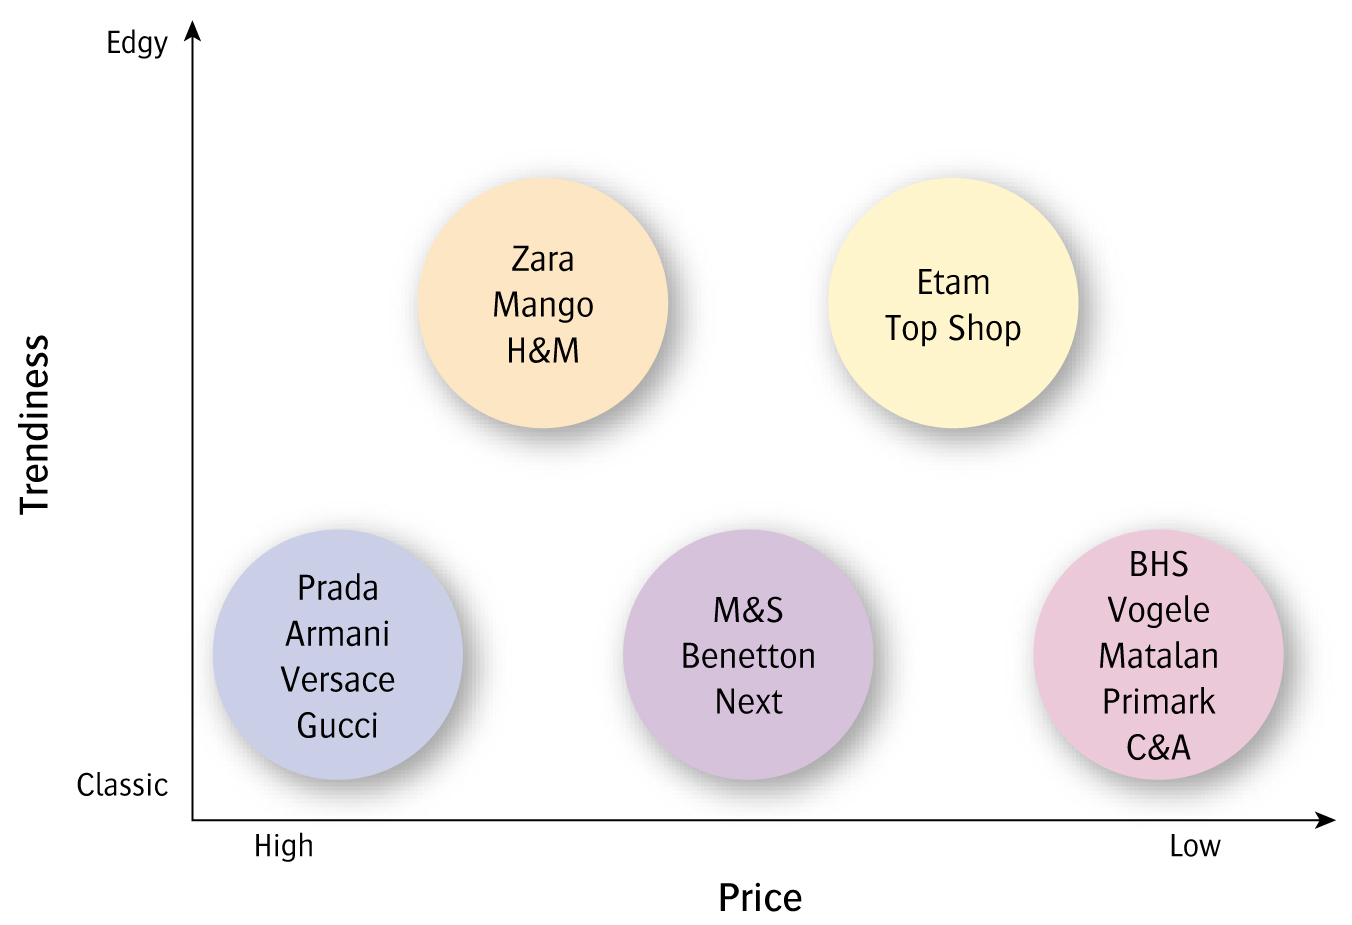 Edgy
Zara
Mango
H&M
Etam
Top Shop
Trendiness
Prada
Armani
Versace
Gucci
M&S
Benetton
Next
BHS
Vogele
Matalan
Primark
C&A
Classic
High
Low
Price